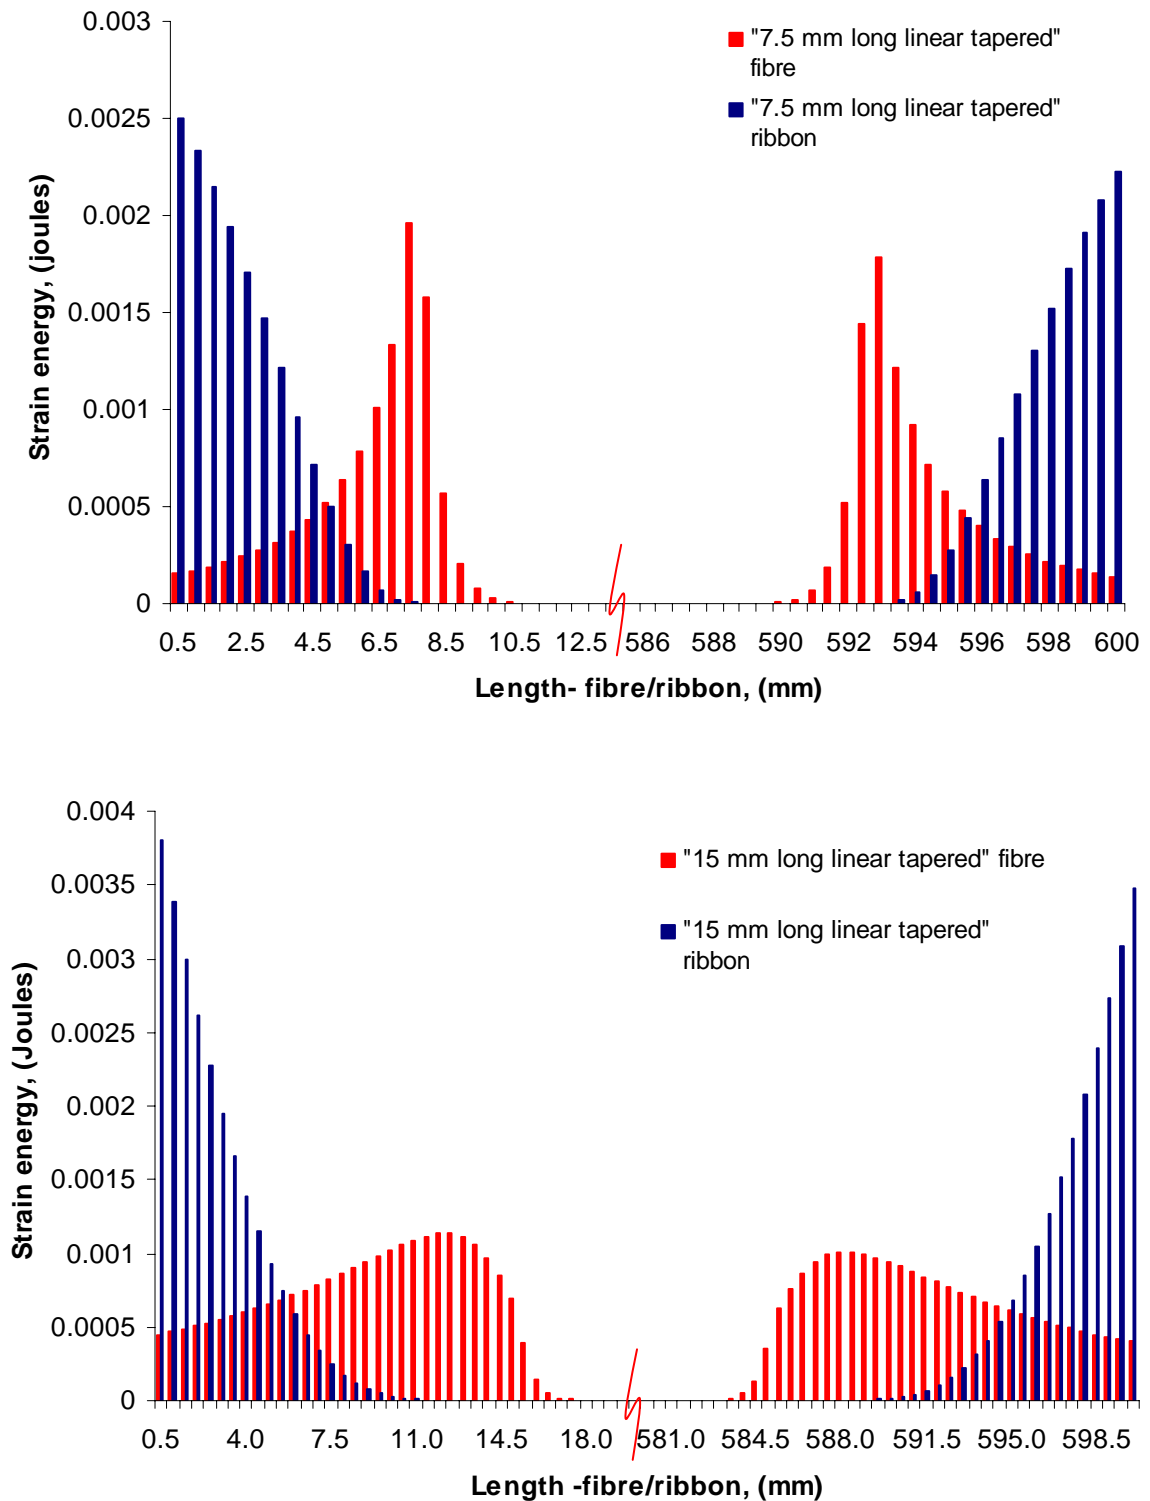 0.003
"7.5 mm long linear tapered"
fibre
"7.5 mm long linear tapered"
ribbon
0.0025
0.002
0.0015
0.001
0.0005
0
Strain energy, (joules)
0.5 2.5 4.5 6.5 8.5 10.5 12.5 586 588 590 592 594 596 598 600
Length- fibre/ribbon, (mm)
0.004
"15 mm long linear tapered" fibre
"15 mm long linear tapered"
ribbon
0.0035
0.003
0.0025
0.002
0.0015
0.001
0.0005
0
Strain energy, (Joules)
0.5 4.0 7.5 11.0 14.5 18.0 581.0 584.5 588.0 591.5 595.0 598.5
Length -fibre/ribbon, (mm)